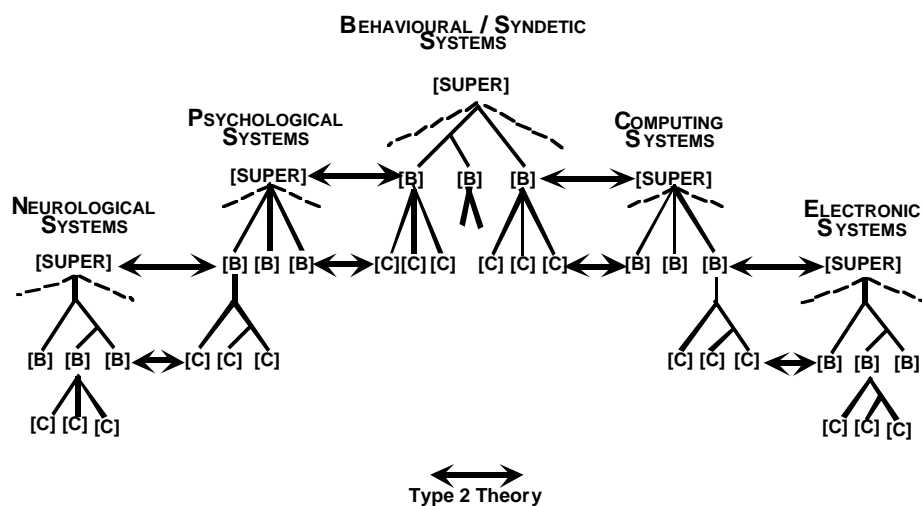 BEHAVIOURAL / SYNDETIC
SYSTEMS
[SUPER]
PSYCHOLOGICAL
SYSTEMS
COMPUTING
SYSTEMS
[SUPER] [B] [B] [B] [SUPER]
NEUROLOGICAL
SYSTEMS
ELECTRONIC
SYSTEMS
[SUPER] [B] [B] [B] [C] [C] [C] [C] [C] [C] [B] [B] [B] [SUPER]
[B] [B] [B] [C] [C] [C] [C] [C] [C] [B] [B] [B]
[C] [C] [C] [C] [C] [C]
Type 2 Theory